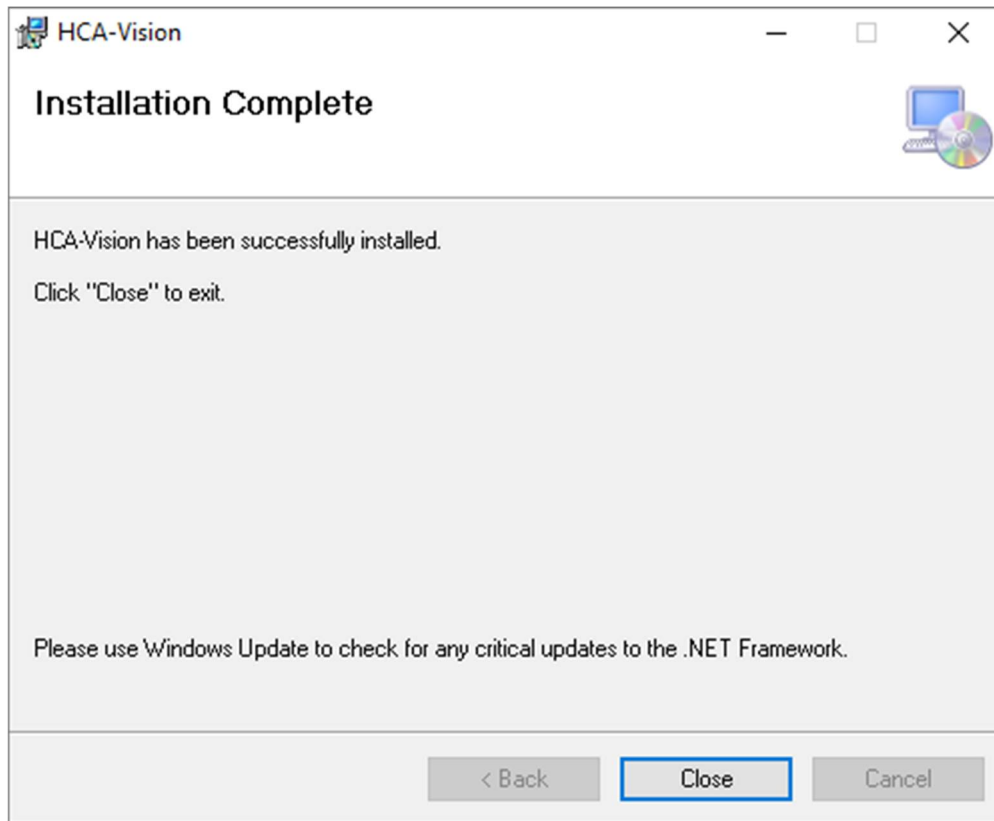 HCA-Vision
Installation Complete
HCA-Vision has been successfully installed.
Click "Close" to exit.
Please use Windows Update to check for any critical updates to the .NET Framework.
< Back
Close
Cancel